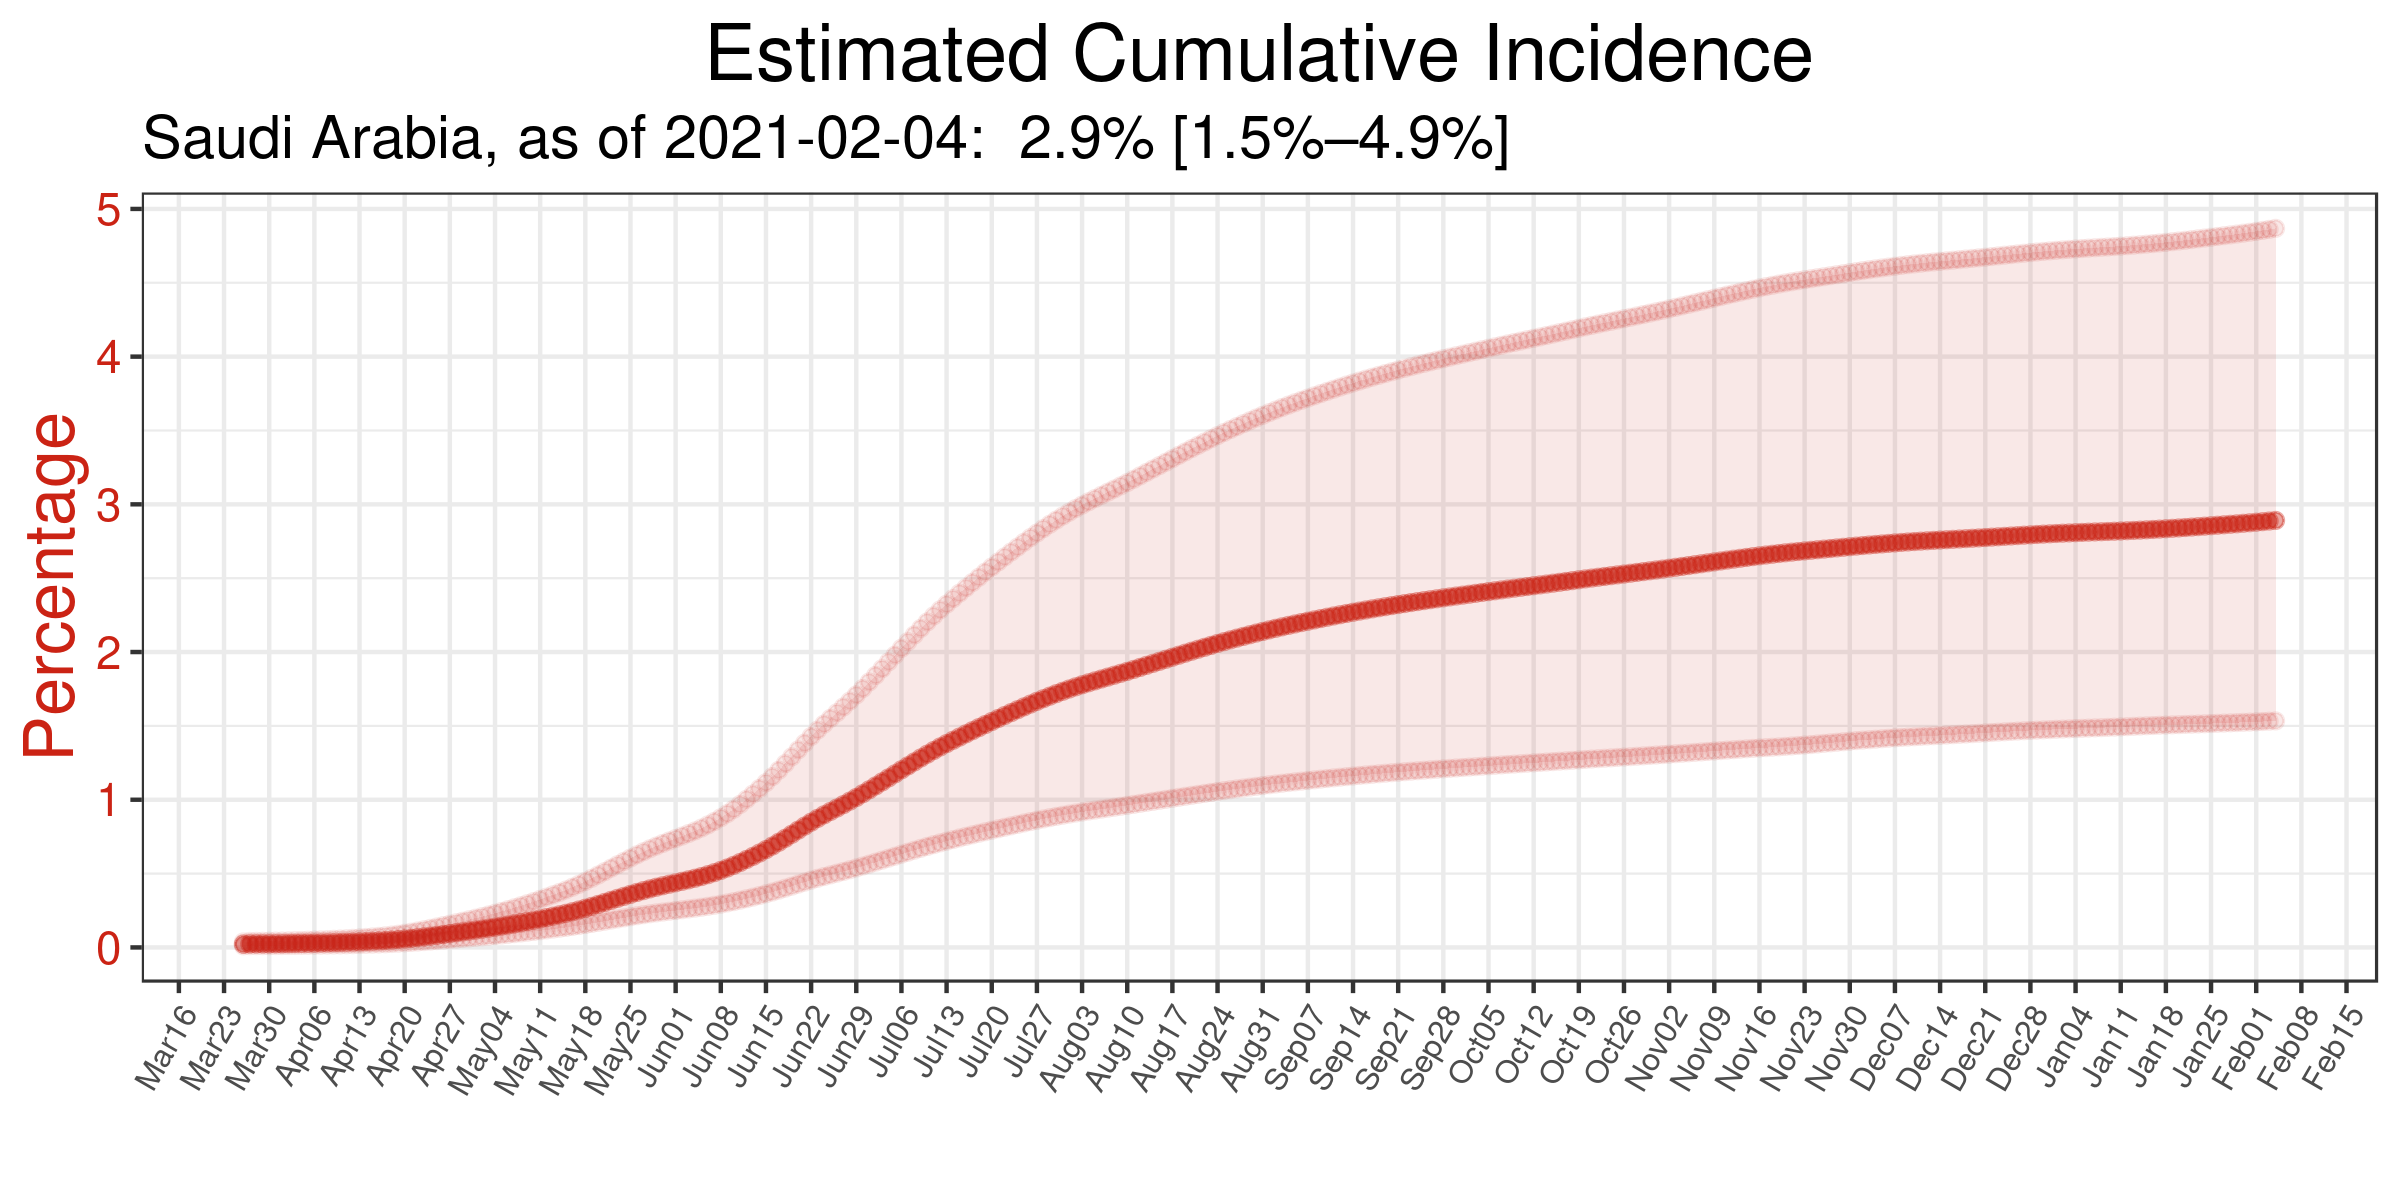 Estimated Cumulative Incidence
Saudi Arabia, as of 2021-02-04:  2.9% [1.5%–4.9%]
Percentage
5
4
3
2
1
0
Mar16
Mar23
Mar30
Apr06
Apr13
Apr20
Apr27
May04
May11
May18
May25
Jun01
Jun08
Jun15
Jun22
Jun29
Jul06
Jul13
Jul20
Jul27
Aug03
Aug10
Aug17
Aug24
Aug31
Sep07
Sep14
Sep21
Sep28
Oct05
Oct12
Oct19
Oct26
Nov02
Nov09
Nov16
Nov23
Nov30
Dec07
Dec14
Dec21
Dec28
Jan04
Jan11
Jan18
Jan25
Feb01
Feb08
Feb15